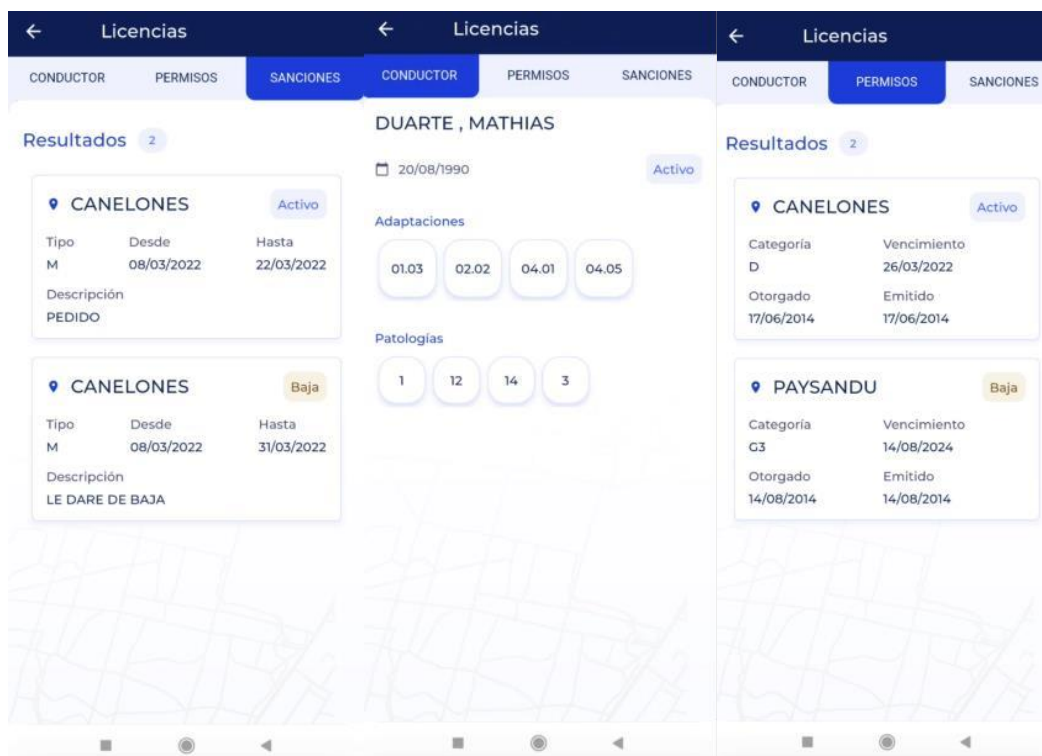 Licencias
CONDUCTOR PERMISOS SANCIONES
Resultados 2
CANELONES Activo
Tipo Desde Hasta
M 08/03/2022 22/03/2022
Descripción
PEDIDO
CANELONES Baja
Tipo Desde Hasta
M 08/03/2022 31/03/2022
Descripción
LE DARE DE BAJA
Licencias
CONDUCTOR PERMISOS SANCIONES
DUARTE , MATHIAS
20/08/1990 Activo
Adaptaciones
01.03 02.02 04.01 04.05
Patologías
1 12 14 3
Licencias
CONDUCTOR PERMISOS SANCIONES
Resultados 2
CANELONES Activo
Categoría Vencimiento
D 26/03/2022
Otorgado Emitido
17/06/2014 17/06/2014
PAYSANDU Baja
Categoría Vencimiento
G3 14/08/2024
Otorgado Emitido
14/08/2014 14/08/2014